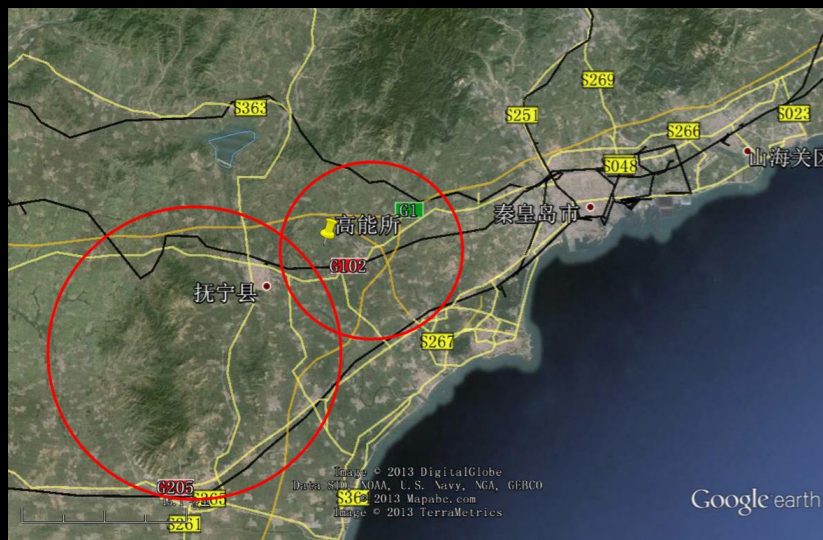 S269
S363
S251
S023
S266
S048
山海关区
G1
秦皇岛市
高能所
G102
抚宁县
S267
G205
S265
S261
Image © 2013 DigitalGlobe
Data SIO, NOAA, U.S. Navy, NGA, GEBCO
© 2013 Mapabc.com
Image © 2013 TerraMetrics
Google earth